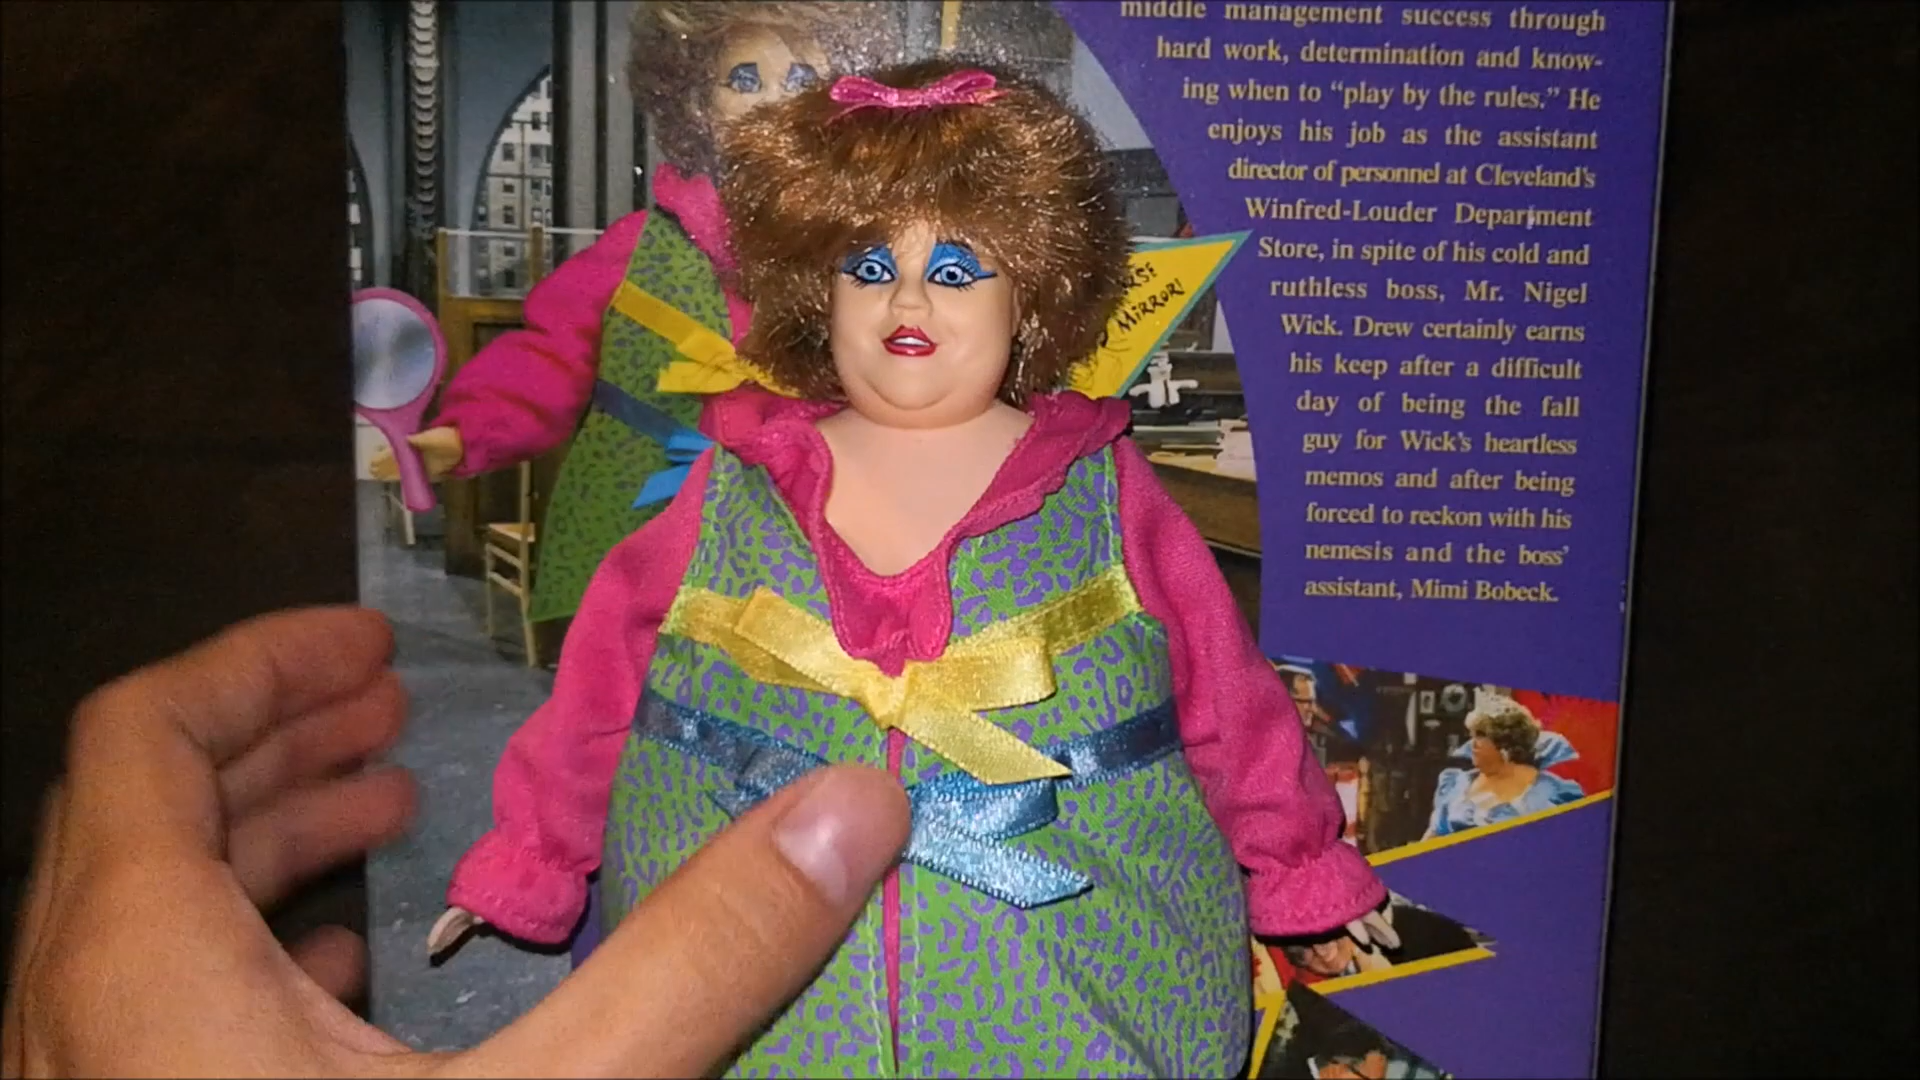 middle management success through
hard work, determination and know-
ing when to “play by the rules.” He
enjoys his job as the assistant
director of personnel at Cleveland’s
Winfred-Louder Department
Store, in spite of his cold and
ruthless boss, Mr. Nigel
Wick. Drew certainly earns
his keep after a difficult
day of being the fall
guy for Wick’s heartless
memos and after being
forced to reckon with his
nemesis and the boss’
assistant, Mimi Bobeck.
MIRROR!